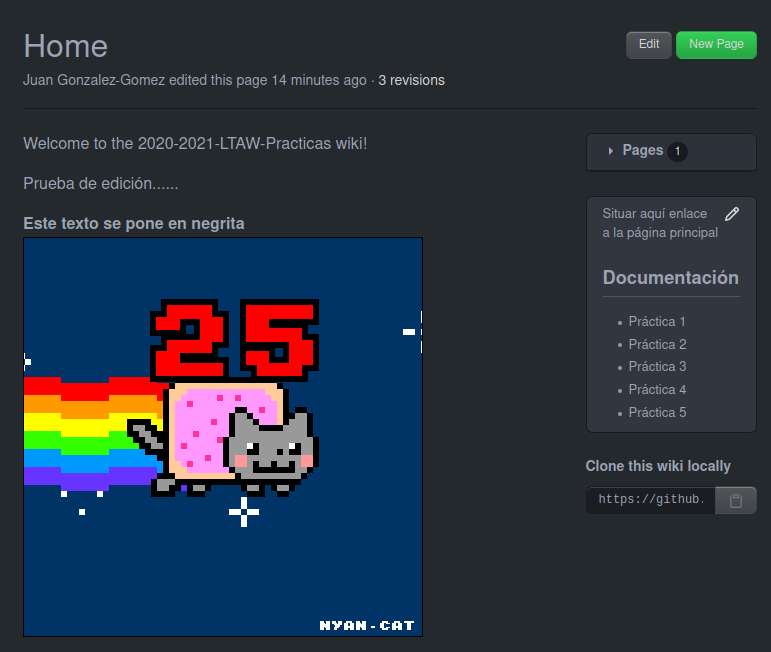 Home
Edit
New Page
Juan Gonzalez-Gomez edited this page 14 minutes ago · 3 revisions
Welcome to the 2020-2021-LTAW-Practicas wiki!
Prueba de edición......
Este texto se pone en negrita
25
NYAN-CAT
Pages 1
Situar aquí enlace
a la página principal
Documentación
Práctica 1
Práctica 2
Práctica 3
Práctica 4
Práctica 5
Clone this wiki locally
https://github.